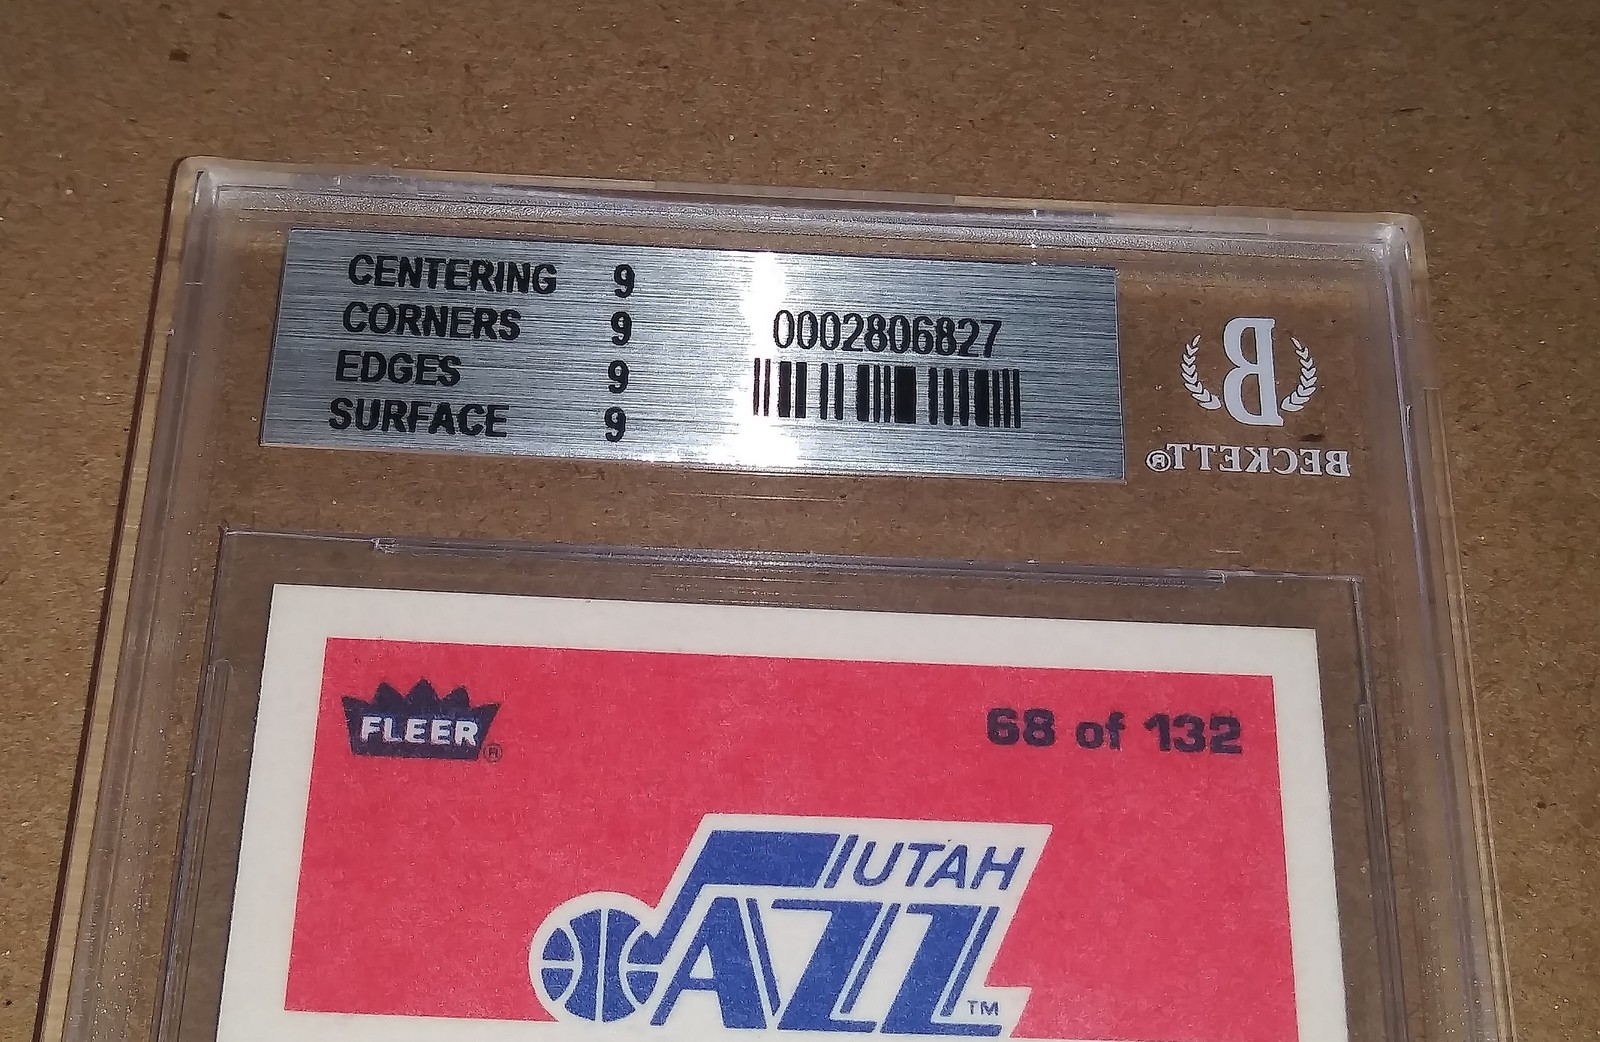 CENTERING 9
CORNERS 9
EDGES 9
SURFACE 9
0002806827
B
BECKETT®
FLEER®
68 of 132
UTAH
JAZZ™